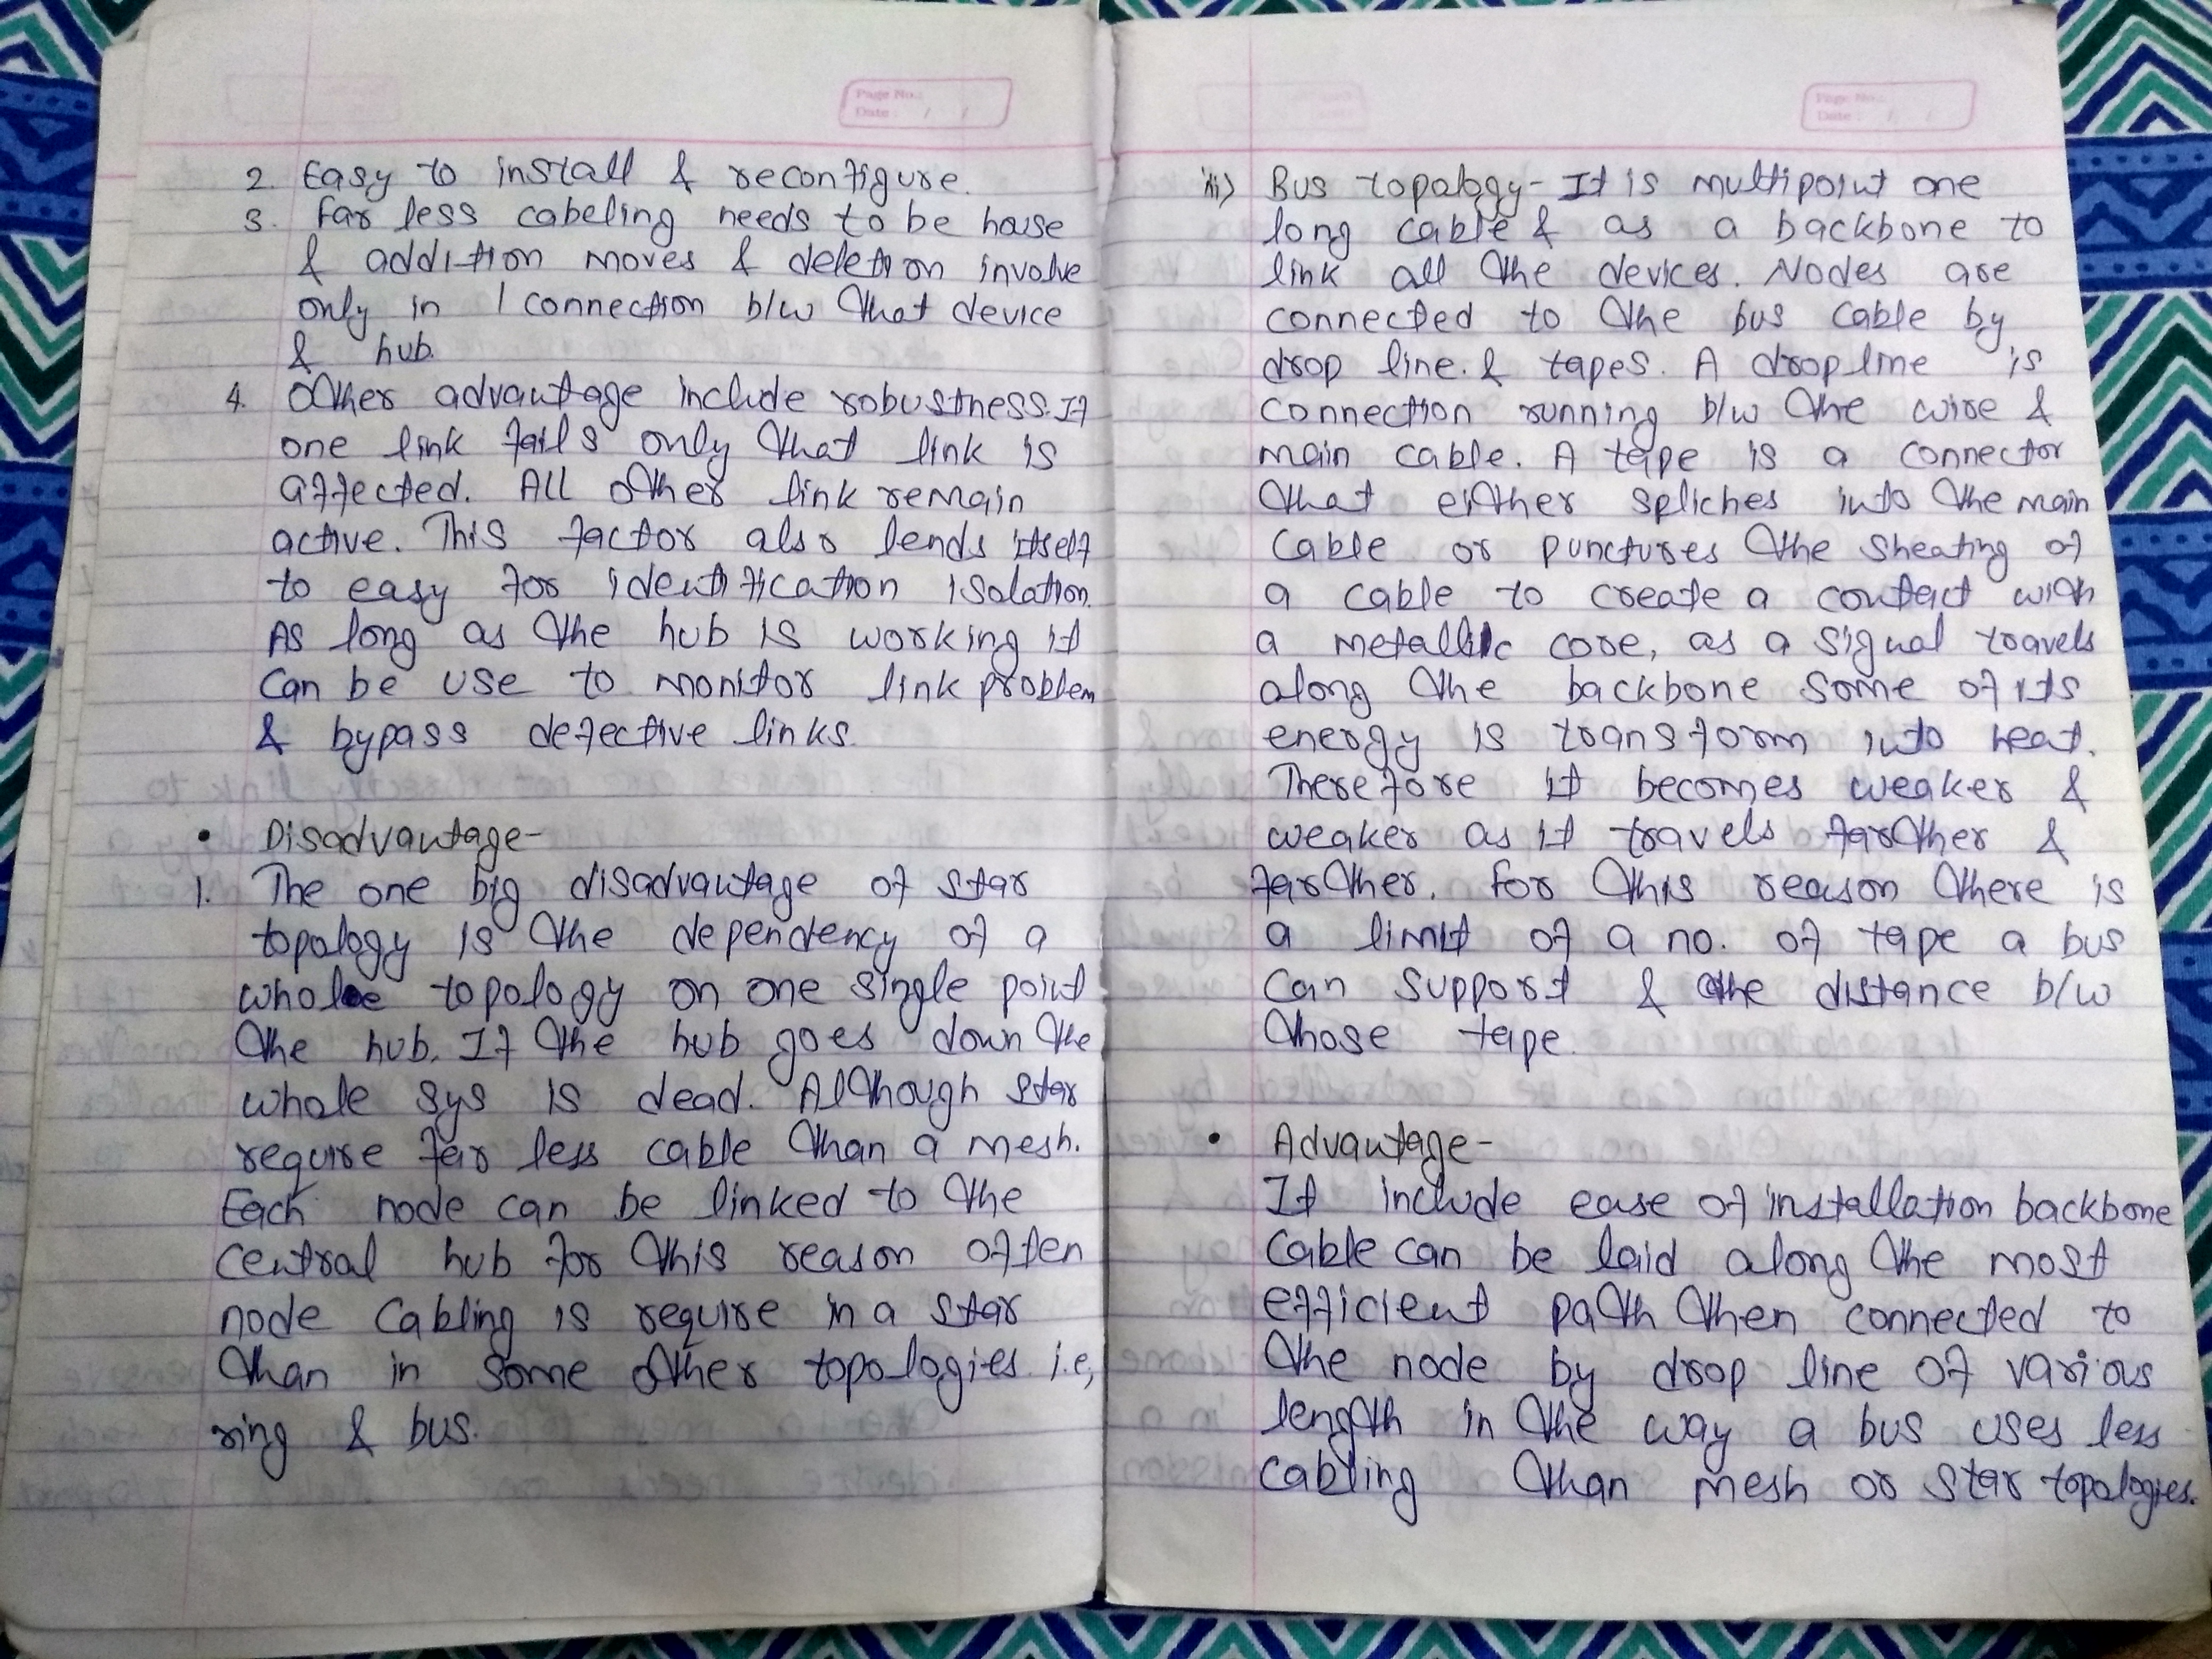 Page No.:
Date: / /
2. Easy to install & reconfigure.
3. Far less cabeling needs to be house
& addition moves & deletion involve
only in 1 connection b/w that device
& hub.
4. Other advantage include robustness. If
one link fails only that link is
affected. All other link remain
active. This factor also lends itself
to easy for identification isolation.
As long as the hub is working it
can be use to monitor link problem
& bypass defective links.
• Disadvantage-
1. The one big disadvantage of star
topology is the dependency of a
whole topology on one single point
the hub. If the hub goes down the
whole sys is dead. Although star
require far less cable than a mesh.
Each node can be linked to the
central hub for this reason often
node cabling is require in a star
than in some other topologies i.e,
ring & bus.
Page No.:
Date: / /
iii) Bus topology- It is multipoint one
long cable & as a backbone to
link all the devices. Nodes are
connected to the bus cable by
drop line. & tapes. A drop line is
connection running b/w the wire &
main cable. A tape is a connector
that either spliches into the main
cable or punctures the sheating of
a cable to create a contact with
a metallic core, as a signal travels
along the backbone some of its
energy is transform into heat.
Therefore it becomes weaker &
weaker as it travels farther &
farther. For this reason there is
a limit of a no. of tape a bus
can support & the distance b/w
those tape.
• Advantage-
It include ease of installation backbone
cable can be laid along the most
efficient path then connected to
the node by drop line of various
length in the way a bus uses less
cabling than mesh or star topologies.